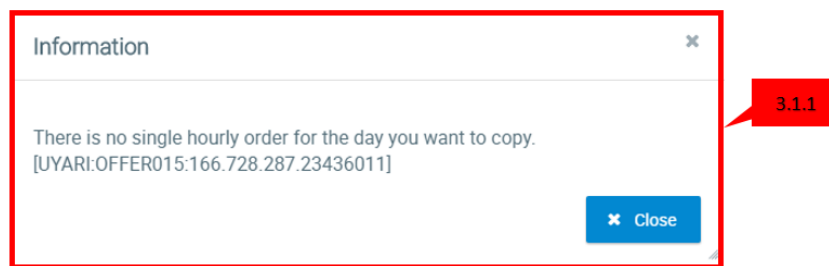 Information
3.1.1
There is no single hourly order for the day you want to copy.
[UYARI:OFFER015:166.728.287.23436011]
Close